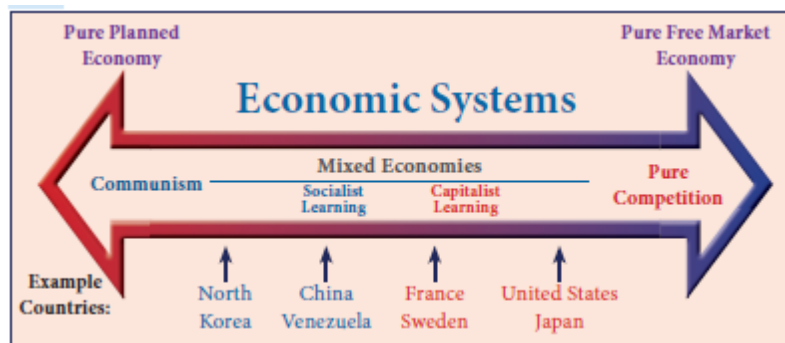 Pure Planned
Economy
Pure Free Market
Economy
Economic Systems
Mixed Economies
Communism
Socialist
Learning
Capitalist
Learning
Pure
Competition
Example
Countries:
North
Korea
China
Venezuela
France
Sweden
United States
Japan